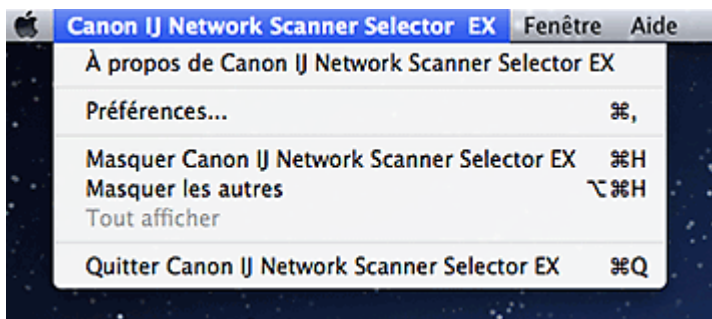 Canon IJ Network Scanner Selector EX Fenêtre Aide
À propos de Canon IJ Network Scanner Selector EX
Préférences... ⌘,
Masquer Canon IJ Network Scanner Selector EX ⌘H
Masquer les autres ⌥⌘H
Tout afficher
Quitter Canon IJ Network Scanner Selector EX ⌘Q